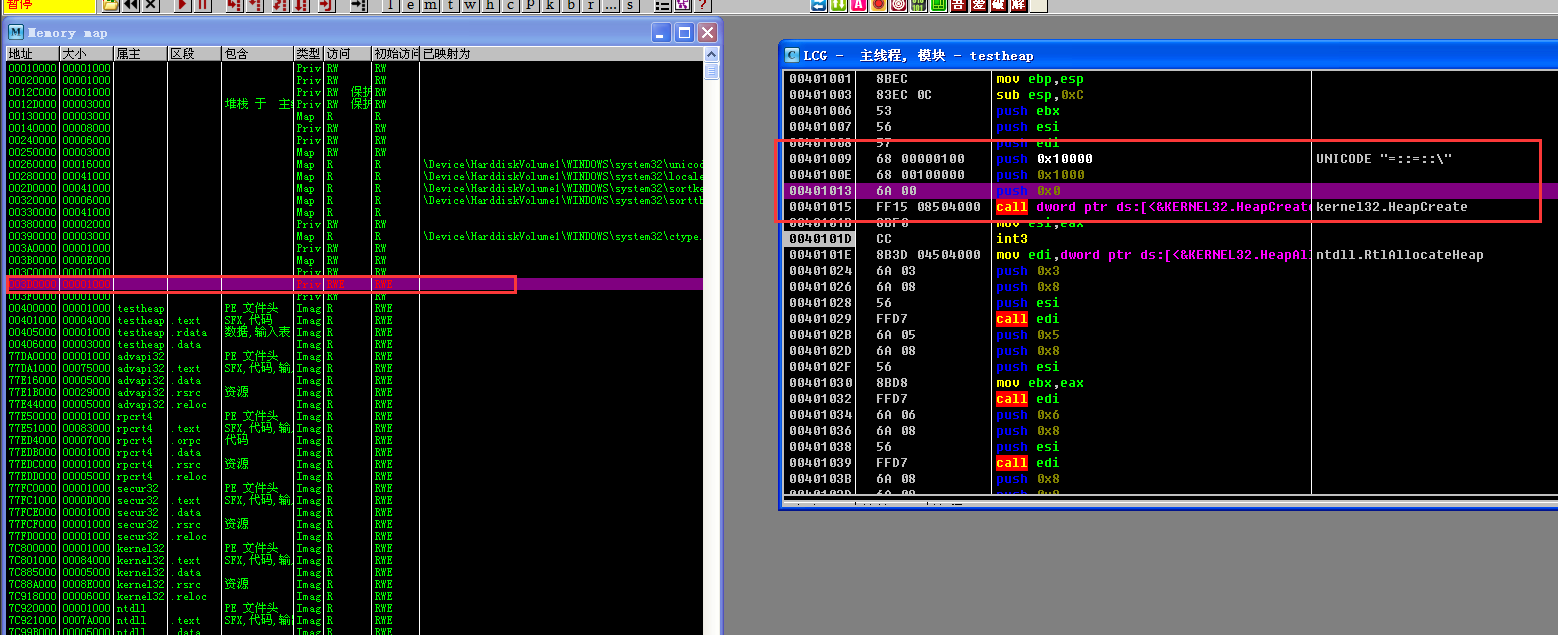 暂停
l e m t w h c p k b r ... s
吾 爱 破 解
Memory map
地址 大小 属主 区段 包含 类型 访问 初始访问 已映射为
00010000 00001000 Priv RW RW
00020000 00001000 Priv RW RW
0012C000 00001000 Priv RW 保护 RW
0012D000 00003000 堆栈 于 主 Priv RW 保护 RW
00130000 00003000 Map R R
00140000 00008000 Priv RW RW
00240000 00006000 Priv RW RW
00250000 00003000 Map RW RW
00260000 00016000 Map R R \Device\HarddiskVolume1\WINDOWS\system32\unicod
00280000 00041000 Map R R \Device\HarddiskVolume1\WINDOWS\system32\locale
002D0000 00041000 Map R R \Device\HarddiskVolume1\WINDOWS\system32\sortke
00320000 00006000 Map R R \Device\HarddiskVolume1\WINDOWS\system32\sorttb
00330000 00041000 Map R R
00380000 00002000 Priv RW RW
00390000 00003000 Map R R \Device\HarddiskVolume1\WINDOWS\system32\ctype.
003A0000 00001000 Priv RW RW
003B0000 0000E000 Map R R
003C0000 00001000 Priv RW RW
003D0000 00001000 Priv RWE RWE
003F0000 00001000 Priv RW RW
00400000 00001000 testheap PE 文件头 Imag R RWE
00401000 00004000 testheap .text SFX,代码 Imag R RWE
00405000 00001000 testheap .rdata 数据,输入表 Imag R RWE
00406000 00003000 testheap .data Imag R RWE
77DA0000 00001000 advapi32 PE 文件头 Imag R RWE
77DA1000 00075000 advapi32 .text SFX,代码,输 Imag R RWE
77E16000 00005000 advapi32 .data Imag R RWE
77E1B000 00029000 advapi32 .rsrc 资源 Imag R RWE
77E44000 00005000 advapi32 .reloc Imag R RWE
77E50000 00001000 rpcrt4 PE 文件头 Imag R RWE
77E51000 00083000 rpcrt4 .text SFX,代码,输 Imag R RWE
77ED4000 00007000 rpcrt4 .orpc 代码 Imag R RWE
77EDB000 00001000 rpcrt4 .data Imag R RWE
77EDC000 00001000 rpcrt4 .rsrc 资源 Imag R RWE
77EDD000 00005000 rpcrt4 .reloc Imag R RWE
77FC0000 00001000 secur32 PE 文件头 Imag R RWE
77FC1000 0000D000 secur32 .text SFX,代码,输 Imag R RWE
77FCE000 00001000 secur32 .data Imag R RWE
77FCF000 00001000 secur32 .rsrc 资源 Imag R RWE
77FD0000 00001000 secur32 .reloc Imag R RWE
7C800000 00001000 kernel32 PE 文件头 Imag R RWE
7C801000 00084000 kernel32 .text SFX,代码,输 Imag R RWE
7C885000 00005000 kernel32 .data Imag R RWE
7C88A000 0008E000 kernel32 .rsrc 资源 Imag R RWE
7C918000 00006000 kernel32 .reloc Imag R RWE
7C920000 00001000 ntdll PE 文件头 Imag R RWE
7C921000 0007A000 ntdll .text SFX,代码,输 Imag R RWE
7C99B000 00005000 ntdll .data Imag R RWE
LCG - 主线程, 模块 - testheap
00401001 8BEC mov ebp,esp
00401003 83EC 0C sub esp,0xC
00401006 53 push ebx
00401007 56 push esi
00401008 57 push edi
00401009 68 00000100 push 0x10000 UNICODE "=::=::\"
0040100E 68 00100000 push 0x1000
00401013 6A 00 push 0x0
00401015 FF15 08504000 call dword ptr ds:[<&KERNEL32.HeapCreate kernel32.HeapCreate
0040101B 8BF0 mov esi,eax
0040101D CC int3
0040101E 8B3D 04504000 mov edi,dword ptr ds:[<&KERNEL32.HeapAl ntdll.RtlAllocateHeap
00401024 6A 03 push 0x3
00401026 6A 08 push 0x8
00401028 56 push esi
00401029 FFD7 call edi
0040102B 6A 05 push 0x5
0040102D 6A 08 push 0x8
0040102F 56 push esi
00401030 8BD8 mov ebx,eax
00401032 FFD7 call edi
00401034 6A 06 push 0x6
00401036 6A 08 push 0x8
00401038 56 push esi
00401039 FFD7 call edi
0040103B 6A 08 push 0x8
0040103D 6A 08 push 0x8